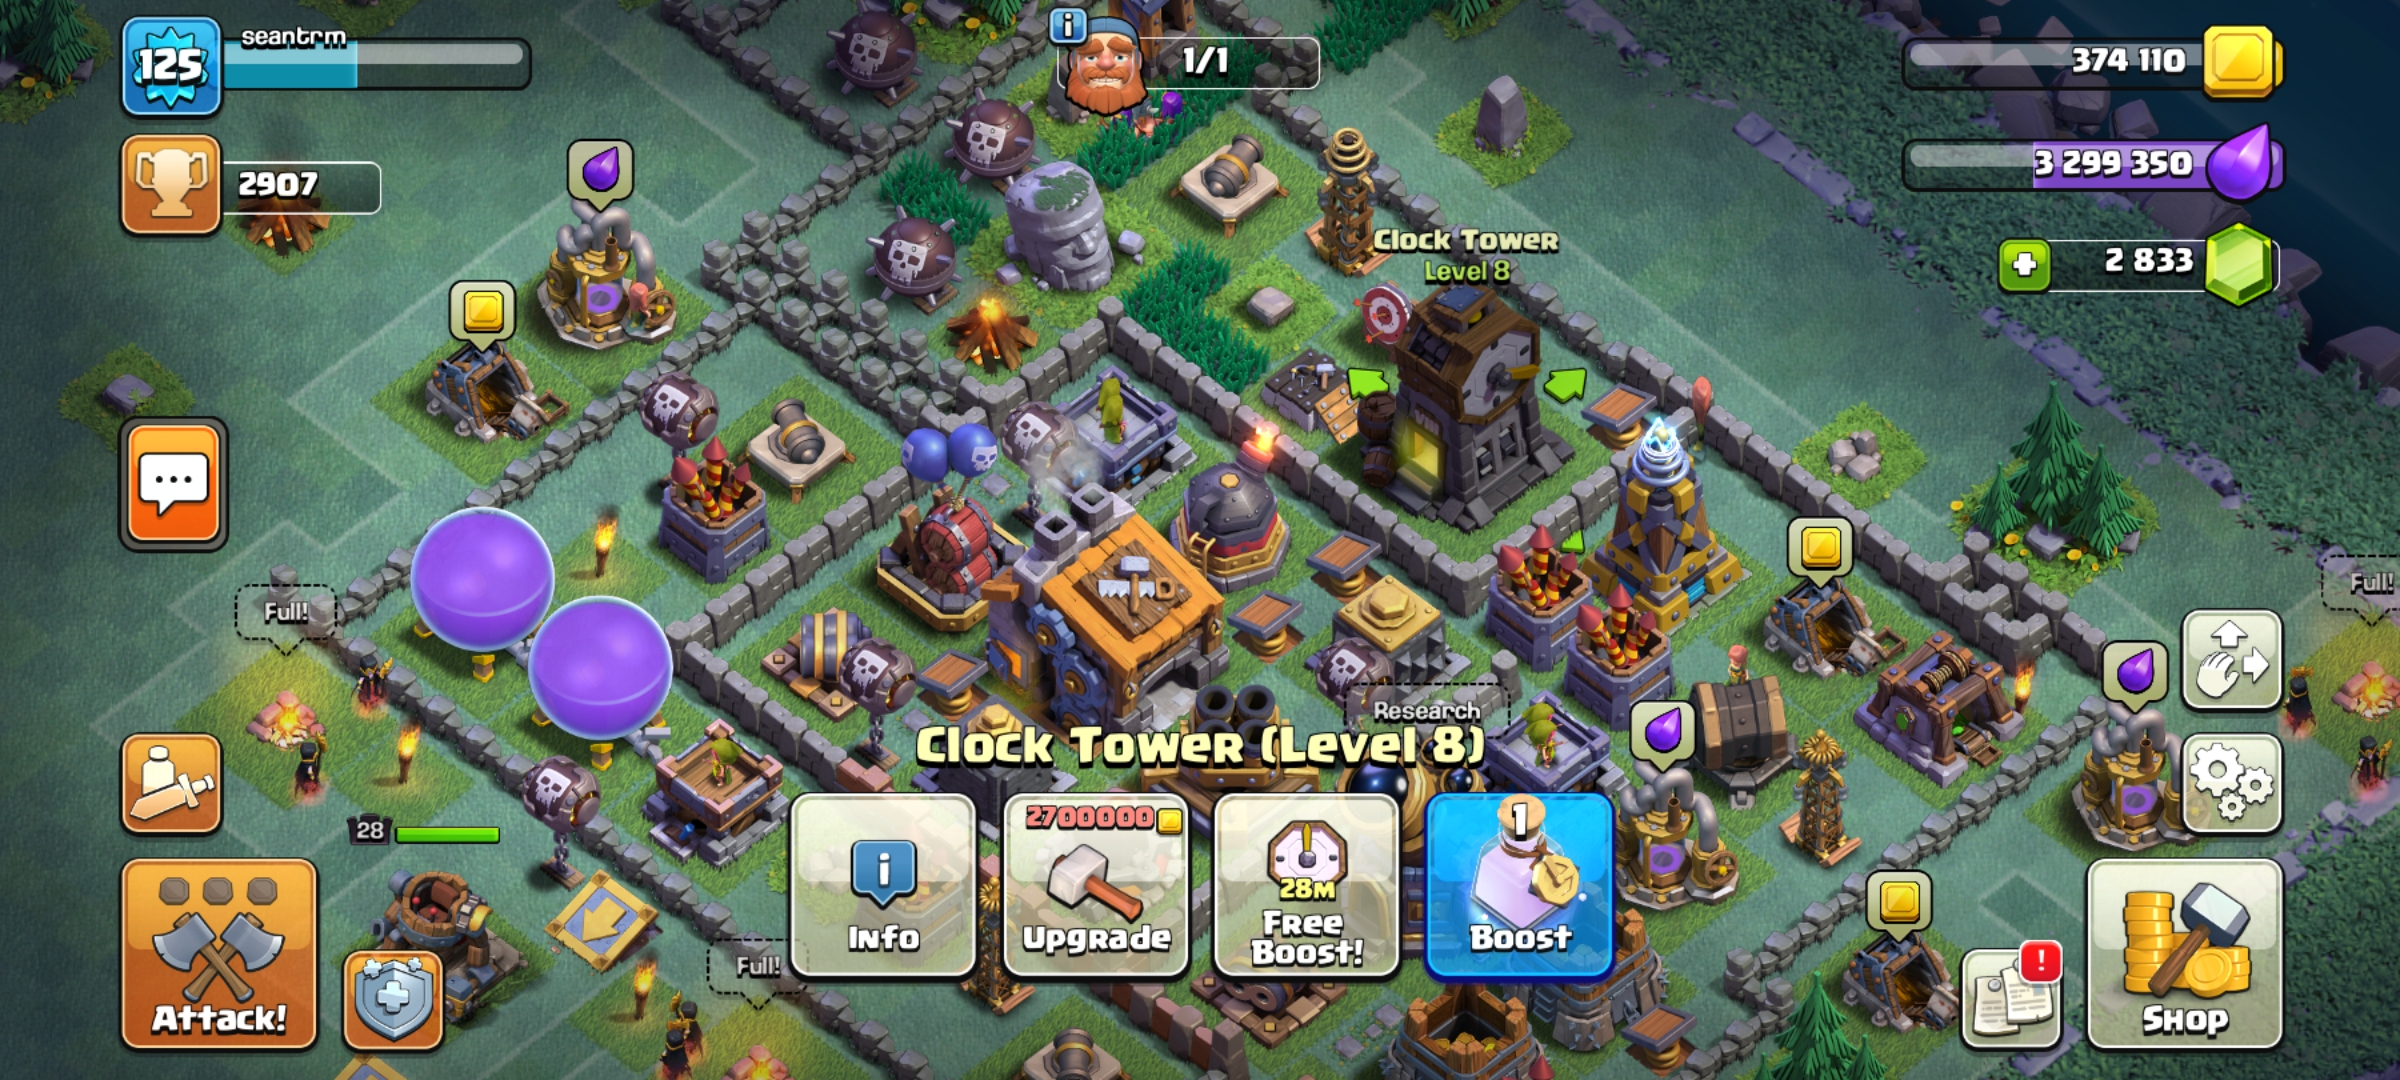 125
seantrm
1/1
374 110
2907
3 299 350
Clock Tower
Level 8
2 833
Full!
Full!
Research
Clock Tower (Level 8)
28
2700000
1
28M
Info
Upgrade
Free
Boost!
Boost
Full!
Attack!
Shop